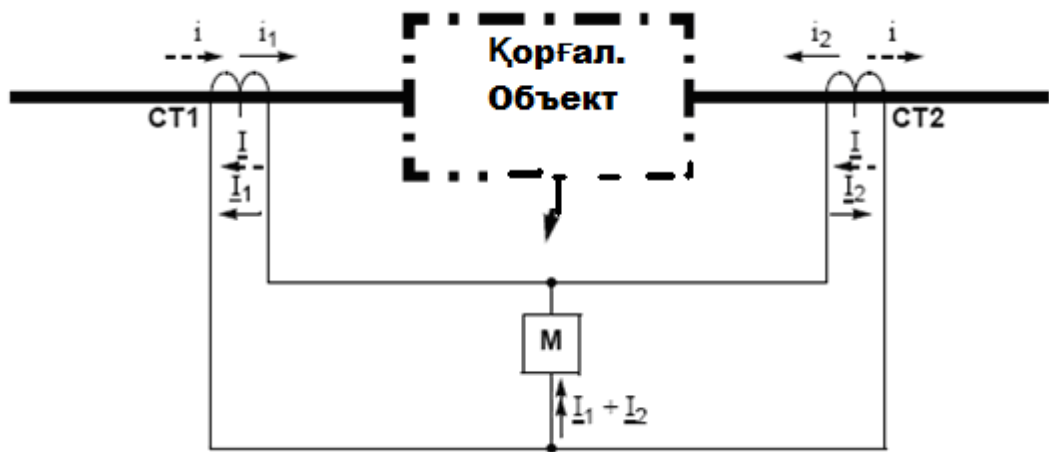 i i₁ Қорғал. i₂ i
Объект
CT1 CT2
I I
I₁ I₂
M
I₁ + I₂